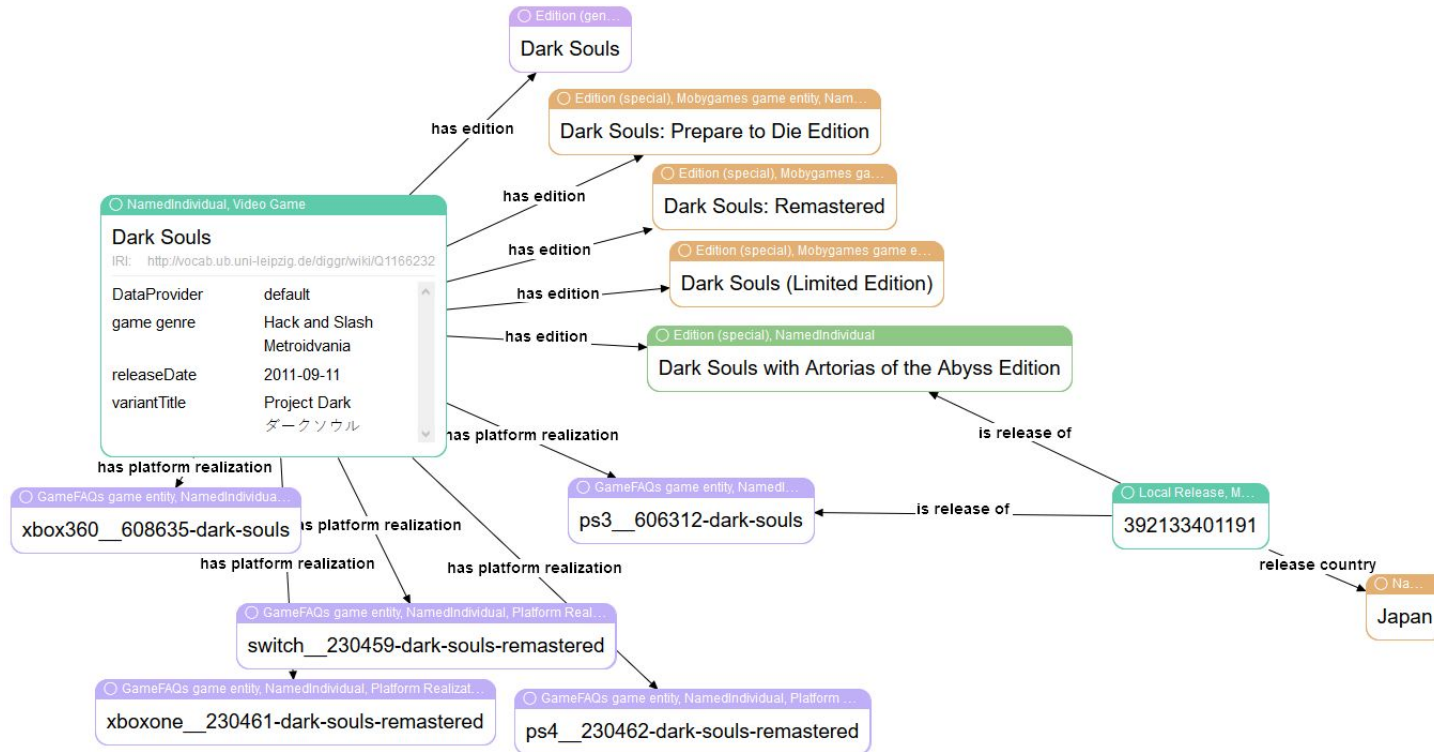 Edition (gen…
Dark Souls
has edition
Edition (special), Mobygames game entity, Nam…
Dark Souls: Prepare to Die Edition
has edition
Edition (special), Mobygames ga…
Dark Souls: Remastered
has edition
Edition (special), Mobygames game e…
Dark Souls (Limited Edition)
has edition
Edition (special), NamedIndividual
Dark Souls with Artorias of the Abyss Edition
has edition
NamedIndividual, Video Game
Dark Souls
IRI: http://vocab.ub.uni-leipzig.de/diggr/wiki/Q1166232
DataProvider default
game genre Hack and Slash
Metroidvania
releaseDate 2011-09-11
variantTitle Project Dark
ダークソウル
has platform realization
is release of
has platform realization
GameFAQs game entity, NamedIndividua…
xbox360__608635-dark-souls
GameFAQs game entity, NamedI…
ps3__606312-dark-souls
is release of
Local Release, M…
392133401191
has platform realization
has platform realization
has platform realization
release country
Na…
Japan
GameFAQs game entity, NamedIndividual, Platform Real…
switch__230459-dark-souls-remastered
GameFAQs game entity, NamedIndividual, Platform Realizat…
xboxone__230461-dark-souls-remastered
GameFAQs game entity, NamedIndividual, Platform …
ps4__230462-dark-souls-remastered